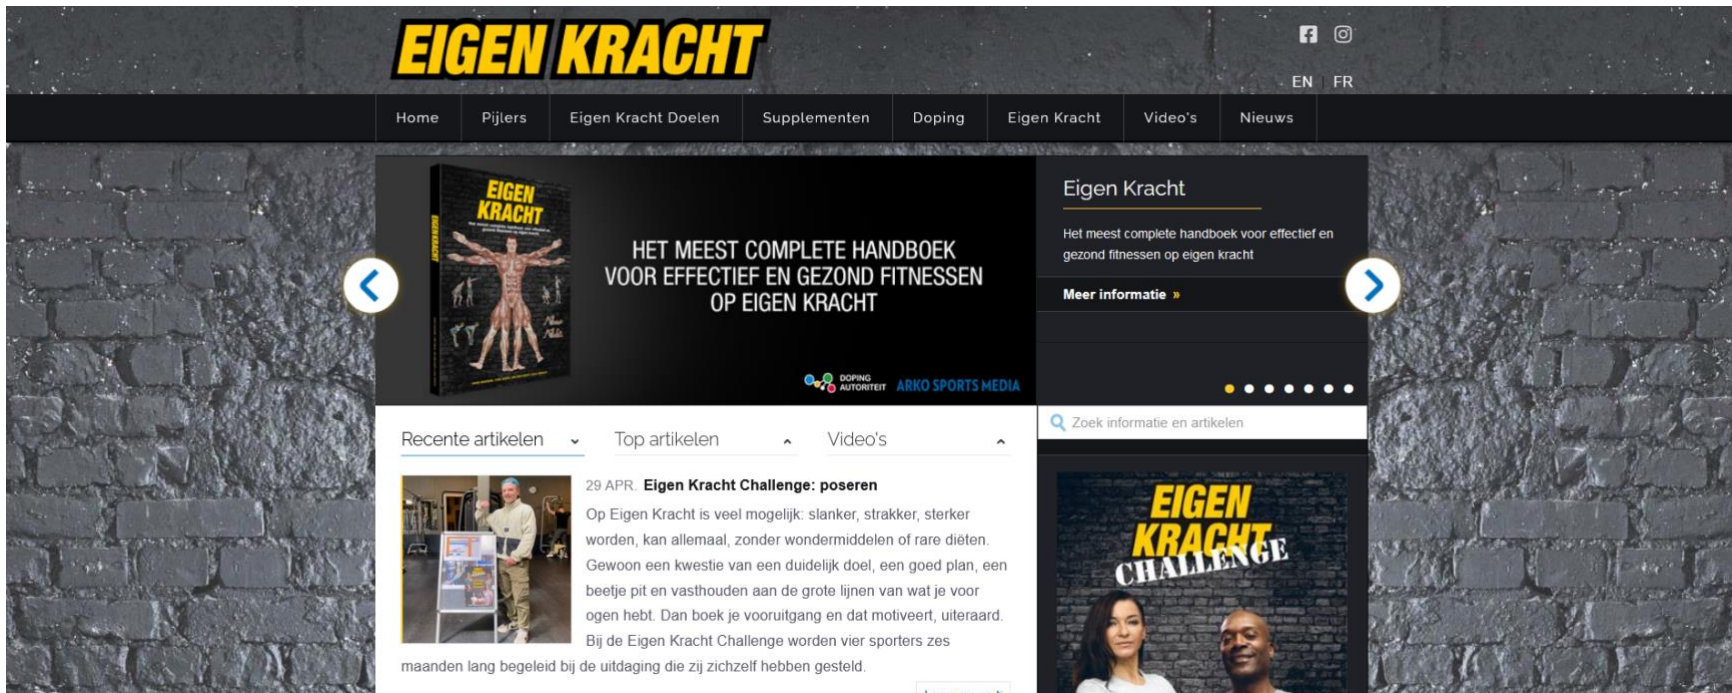 EIGEN KRACHT
EN | FR
Home
Pijlers
Eigen Kracht Doelen
Supplementen
Doping
Eigen Kracht
Video's
Nieuws
EIGEN
KRACHT
EIGEN KRACHT
HET MEEST COMPLETE HANDBOEK
VOOR EFFECTIEF EN GEZOND FITNESSEN
OP EIGEN KRACHT
DOPING
AUTORITEIT
ARKO SPORTS MEDIA
Eigen Kracht
Het meest complete handboek voor effectief en
gezond fitnessen op eigen kracht
Meer informatie »
Zoek informatie en artikelen
Recente artikelen
Top artikelen
Video's
29 APR. Eigen Kracht Challenge: poseren
Op Eigen Kracht is veel mogelijk: slanker, strakker, sterker
worden, kan allemaal, zonder wondermiddelen of rare diëten.
Gewoon een kwestie van een duidelijk doel, een goed plan, een
beetje pit en vasthouden aan de grote lijnen van wat je voor
ogen hebt. Dan boek je vooruitgang en dat motiveert, uiteraard.
Bij de Eigen Kracht Challenge worden vier sporters zes
maanden lang begeleid bij de uitdaging die zij zichzelf hebben gesteld.
EIGEN
KRACHT
CHALLENGE